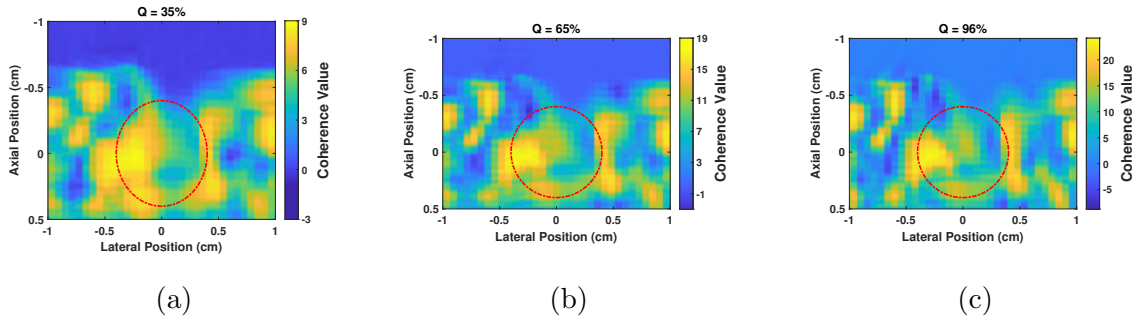 Q = 35%
-1
-0.5
0
0.5
Axial Position (cm)
-1 -0.5 0 0.5 1
Lateral Position (cm)
9
6
3
0
-3
Coherence Value
(a)
Q = 65%
-1
-0.5
0
0.5
Axial Position (cm)
-1 -0.5 0 0.5 1
Lateral Position (cm)
19
15
11
7
3
-1
Coherence Value
(b)
Q = 96%
-1
-0.5
0
0.5
Axial Position (cm)
-1 -0.5 0 0.5 1
Lateral Position (cm)
20
15
10
5
0
-5
Coherence Value
(c)